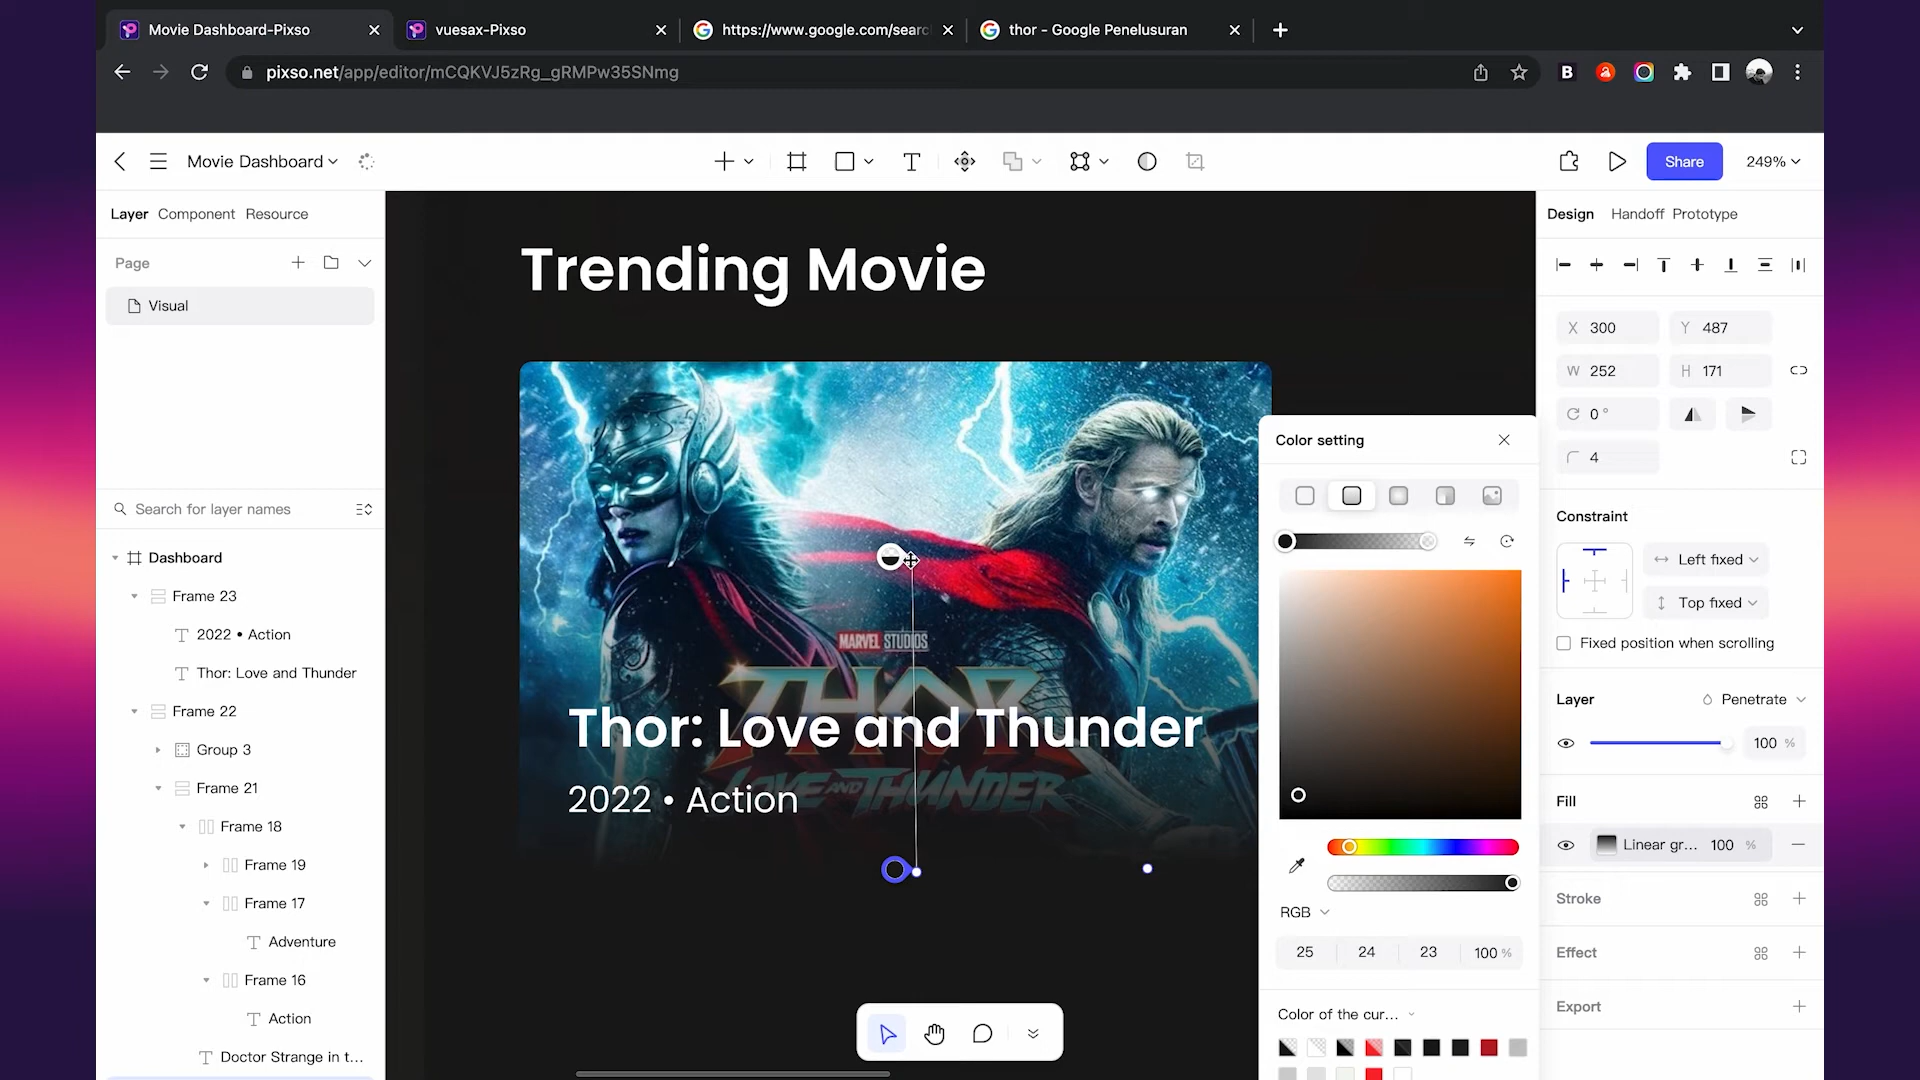 Movie Dashboard-Pixso
vuesax-Pixso
https://www.google.com/searc
thor - Google Penelusuran
pixso.net/app/editor/mCQKVJ5zRg_gRMPw35SNmg
Movie Dashboard
Share
249%
Layer Component Resource
Page
Visual
Search for layer names
Dashboard
Frame 23
2022 • Action
Thor: Love and Thunder
Frame 22
Group 3
Frame 21
Frame 18
Frame 19
Frame 17
Adventure
Frame 16
Action
Doctor Strange in t...
Trending Movie
MARVEL STUDIOS
THOR
LOVE AND THUNDER
Thor: Love and Thunder
2022 • Action
Color setting
RGB
25 24 23 100 %
Color of the cur...
Design Handoff Prototype
X 300 Y 487
W 252 H 171
0 °
4
Constraint
Left fixed
Top fixed
Fixed position when scrolling
Layer Penetrate
100 %
Fill
Linear gr... 100 %
Stroke
Effect
Export